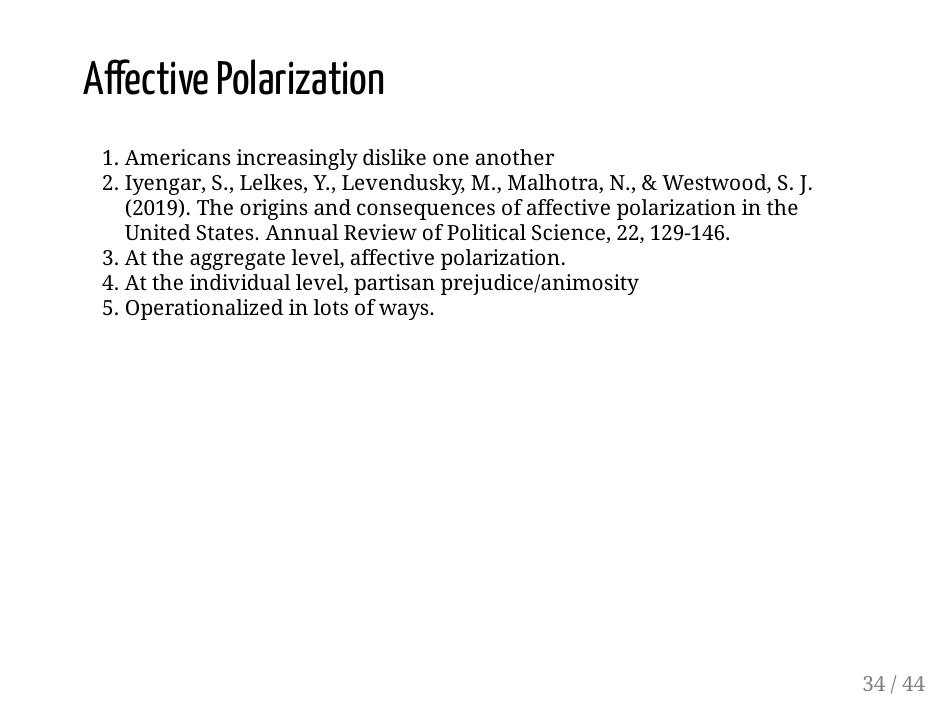 Affective Polarization
1. Americans increasingly dislike one another
2. Iyengar, S., Lelkes, Y., Levendusky, M., Malhotra, N., & Westwood, S. J.
(2019). The origins and consequences of affective polarization in the
United States. Annual Review of Political Science, 22, 129-146.
3. At the aggregate level, affective polarization.
4. At the individual level, partisan prejudice/animosity
5. Operationalized in lots of ways.
34 / 44